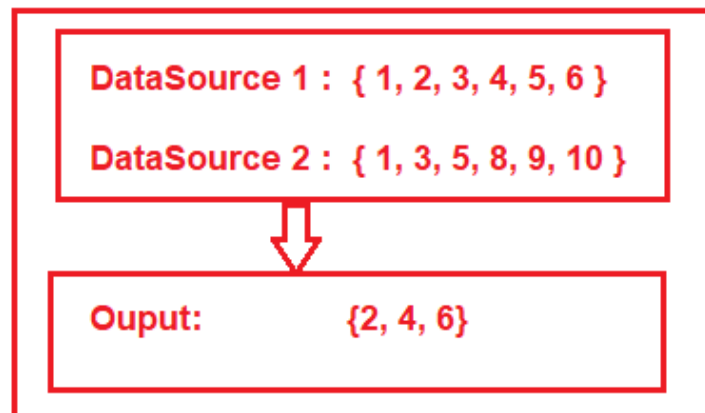 DataSource 1 : { 1, 2, 3, 4, 5, 6 }
DataSource 2 : { 1, 3, 5, 8, 9, 10 }
Ouput: {2, 4, 6}